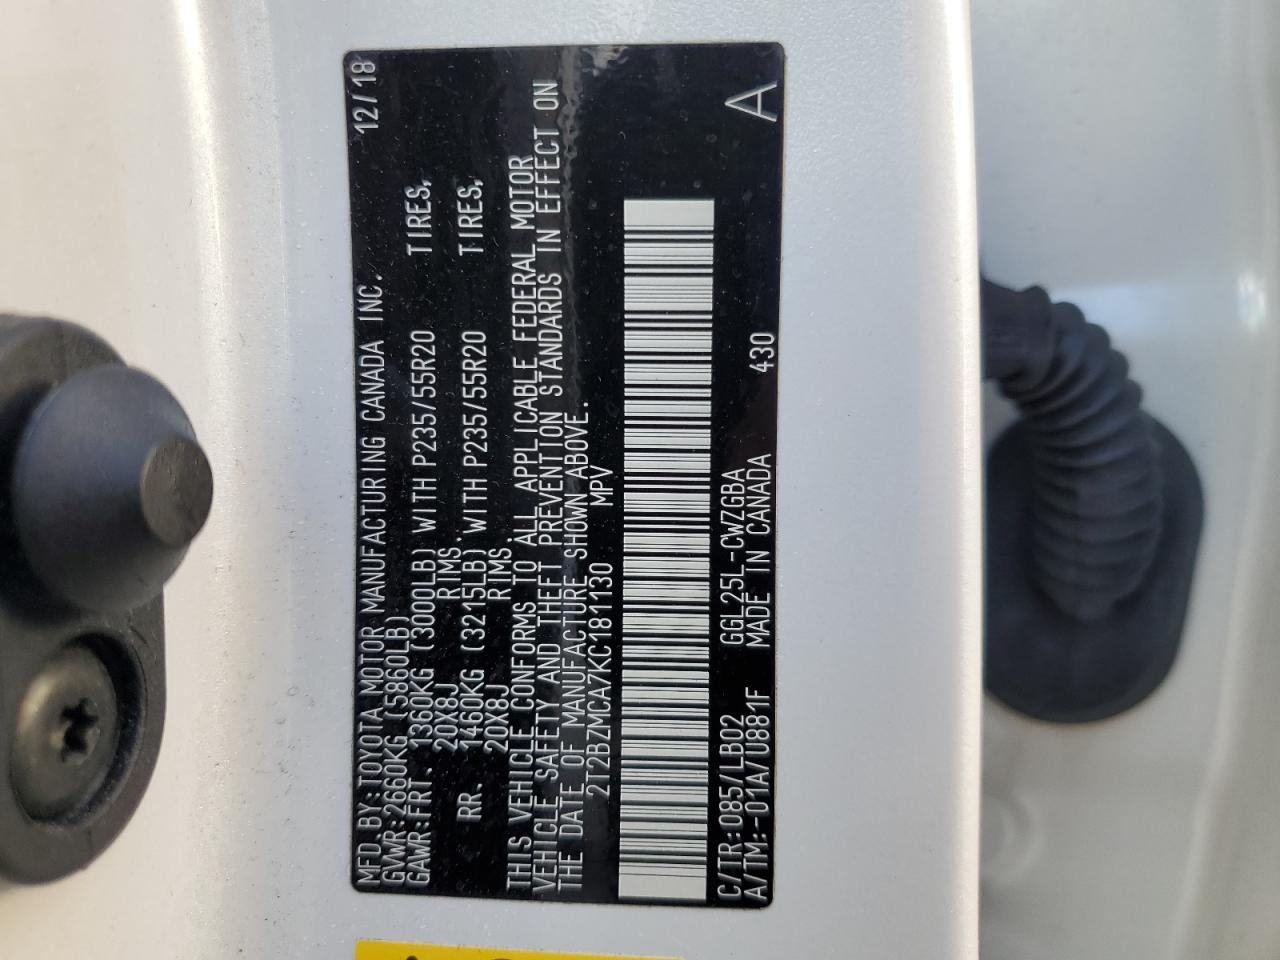 MFD.BY:TOYOTA MOTOR MANUFACTURING CANADA INC. 12/18
GVWR:2660KG (5860LB)
GAWR:FRT. 1360KG (3000LB) WITH P235/55R20 TIRES,
20X8J RIMS.
RR. 1460KG (3215LB) WITH P235/55R20 TIRES,
20X8J RIMS
THIS VEHICLE CONFORMS TO ALL APPLICABLE FEDERAL MOTOR
VEHICLE SAFETY AND THEFT PREVENTION STANDARDS IN EFFECT ON
THE DATE OF MANUFACTURE SHOWN ABOVE.
2T2BZMCA7KC181130 MPV
C/TR:085/LB02 GGL25L-CWZGBA
A/TM:-01A/U881F MADE IN CANADA 430 A